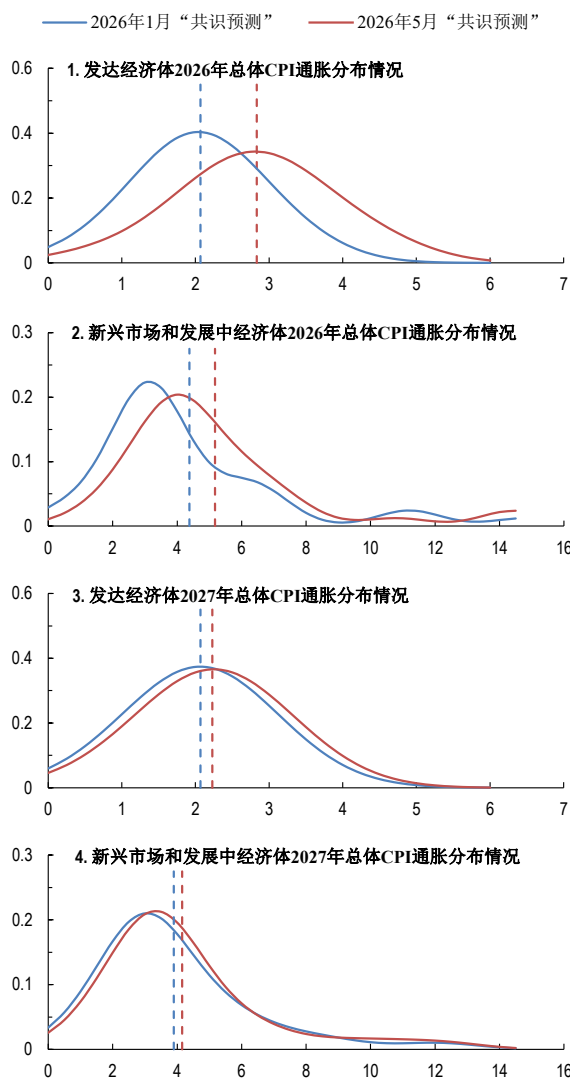 2026年1月“共识预测” 2026年5月“共识预测”
1. 发达经济体2026年总体CPI通胀分布情况
0.6
0.4
0.2
0
0 1 2 3 4 5 6 7
2. 新兴市场和发展中经济体2026年总体CPI通胀分布情况
0.3
0.2
0.1
0
0 2 4 6 8 10 12 14 16
3. 发达经济体2027年总体CPI通胀分布情况
0.6
0.4
0.2
0
0 1 2 3 4 5 6 7
4. 新兴市场和发展中经济体2027年总体CPI通胀分布情况
0.3
0.2
0.1
0
0 2 4 6 8 10 12 14 16